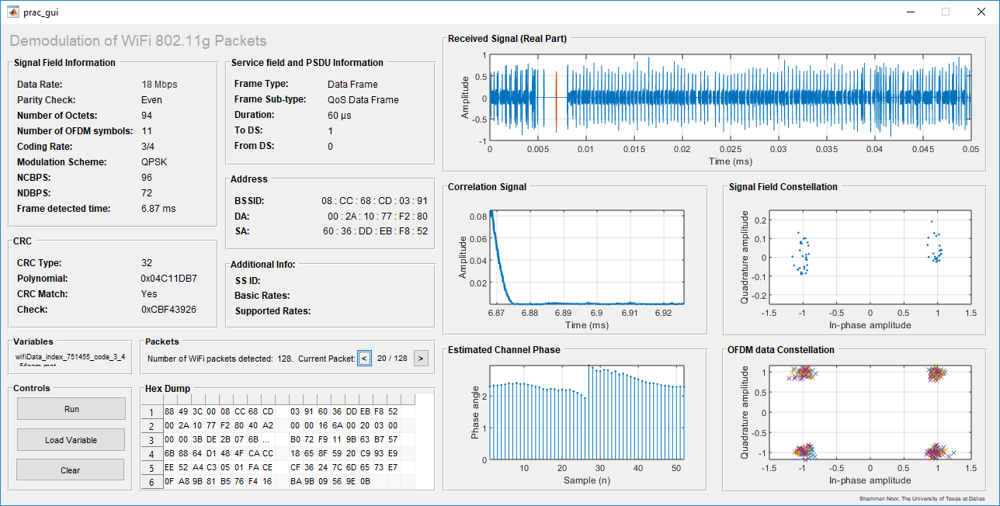 prac_gui
Demodulation of WiFi 802.11g Packets
Signal Field Information
Data Rate: 18 Mbps
Parity Check: Even
Number of Octets: 94
Number of OFDM symbols: 11
Coding Rate: 3/4
Modulation Scheme: QPSK
NCBPS: 96
NDBPS: 72
Frame detected time: 6.87 ms
Service field and PSDU Information
Frame Type: Data Frame
Frame Sub-type: QoS Data Frame
Duration: 60 µs
To DS: 1
From DS: 0
Address
BSSID: 08 : CC : 68 : CD : 03 : 91
DA: 00 : 2A : 10 : 77 : F2 : 80
SA: 60 : 36 : DD : EB : F8 : 52
CRC
CRC Type: 32
Polynomial: 0x04C11DB7
CRC Match: Yes
Check: 0xCBF43926
Additional Info:
SS ID:
Basic Rates:
Supported Rates:
Variables
wifiData_index_751455_code_3_4
Packets
Number of WiFi packets detected: 128. Current Packet: < 20 / 128 >
Controls
Run
Load Variable
Clear
Hex Dump
1 88 49 3C 00 08 CC 68 CD 03 91 60 36 DD EB F8 52
2 00 2A 10 77 F2 80 40 A2 00 00 16 6A 00 20 03 00
3 00 00 3B DE 2B 07 6B ... B0 72 F9 11 9B 63 B7 57
4 6B 88 64 D1 48 4F CA CC 18 65 8F 59 20 C9 93 E9
5 EE 52 A4 C3 05 01 FA CE CF 36 24 7C 6D 65 73 E7
6 0F A8 9B 81 B5 76 F4 16 BA 9B 09 56 9E 0B
Received Signal (Real Part)
Amplitude
1
0.5
0
-0.5
-1
0 0.005 0.01 0.015 0.02 0.025 0.03 0.035 0.04 0.045 0.05
Time (ms)
Correlation Signal
Amplitude
0.08
0.06
0.04
0.02
6.87 6.88 6.89 6.9 6.91 6.92
Time (ms)
Signal Field Constellation
Quadrature amplitude
0.2
0.1
0
-0.1
-0.2
-1.5 -1 -0.5 0 0.5 1 1.5
In-phase amplitude
Estimated Channel Phase
Phase angle
2
1
0
10 20 30 40 50
Sample (n)
OFDM data Constellation
Quadrature amplitude
1
0.5
0
-0.5
-1
-1.5 -1 -0.5 0 0.5 1 1.5
In-phase amplitude
Shamman Noor, The University of Texas at Dallas